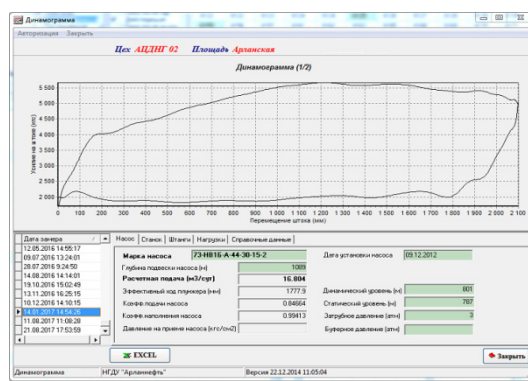 Динамограмма
Авторизация Закрыть
Цех АЦДНГ 02 Площадь Арланская
Динамограмма (1/2)
Усилие на штоке (кгс)
5 500
5 000
4 500
4 000
3 500
3 000
2 500
2 000
0 100 200 300 400 500 600 700 800 900 1 000 1 100 1 200 1 300 1 400 1 500 1 600 1 700 1 800 1 900 2 000 2 100
Перемещение штока (мм)
Дата замера
12.05.2016 14:55:17
09.07.2016 13:24:01
28.07.2016 9:24:50
14.08.2016 14:14:01
19.10.2016 15:02:49
13.11.2016 16:25:15
10.12.2016 14:10:15
14.01.2017 14:54:26
11.08.2017 11:08:28
21.08.2017 17:53:59
Насос Станок Штанги Нагрузки Справочные данные
Марка насоса 73-НВ1Б-А-44-30-15-2
Глубина подвески насоса (м) 1009
Расчетная подача (м3/сут) 16.804
Эффективный ход плунжера (мм) 1777.9
Коэфф.подачи насоса 0.84664
Коэфф.наполнения насоса 0.99413
Давление на приеме насоса (кгс/см2)
Дата установки насоса 09.12.2012
Динамический уровень (м) 801
Статический уровень (м) 787
Затрубное давление (атм) 3
Буферное давление (атм)
EXCEL
Закрыть
Динамограмма НГДУ "Арланнефть" Версия 22.12.2014 11:05:04